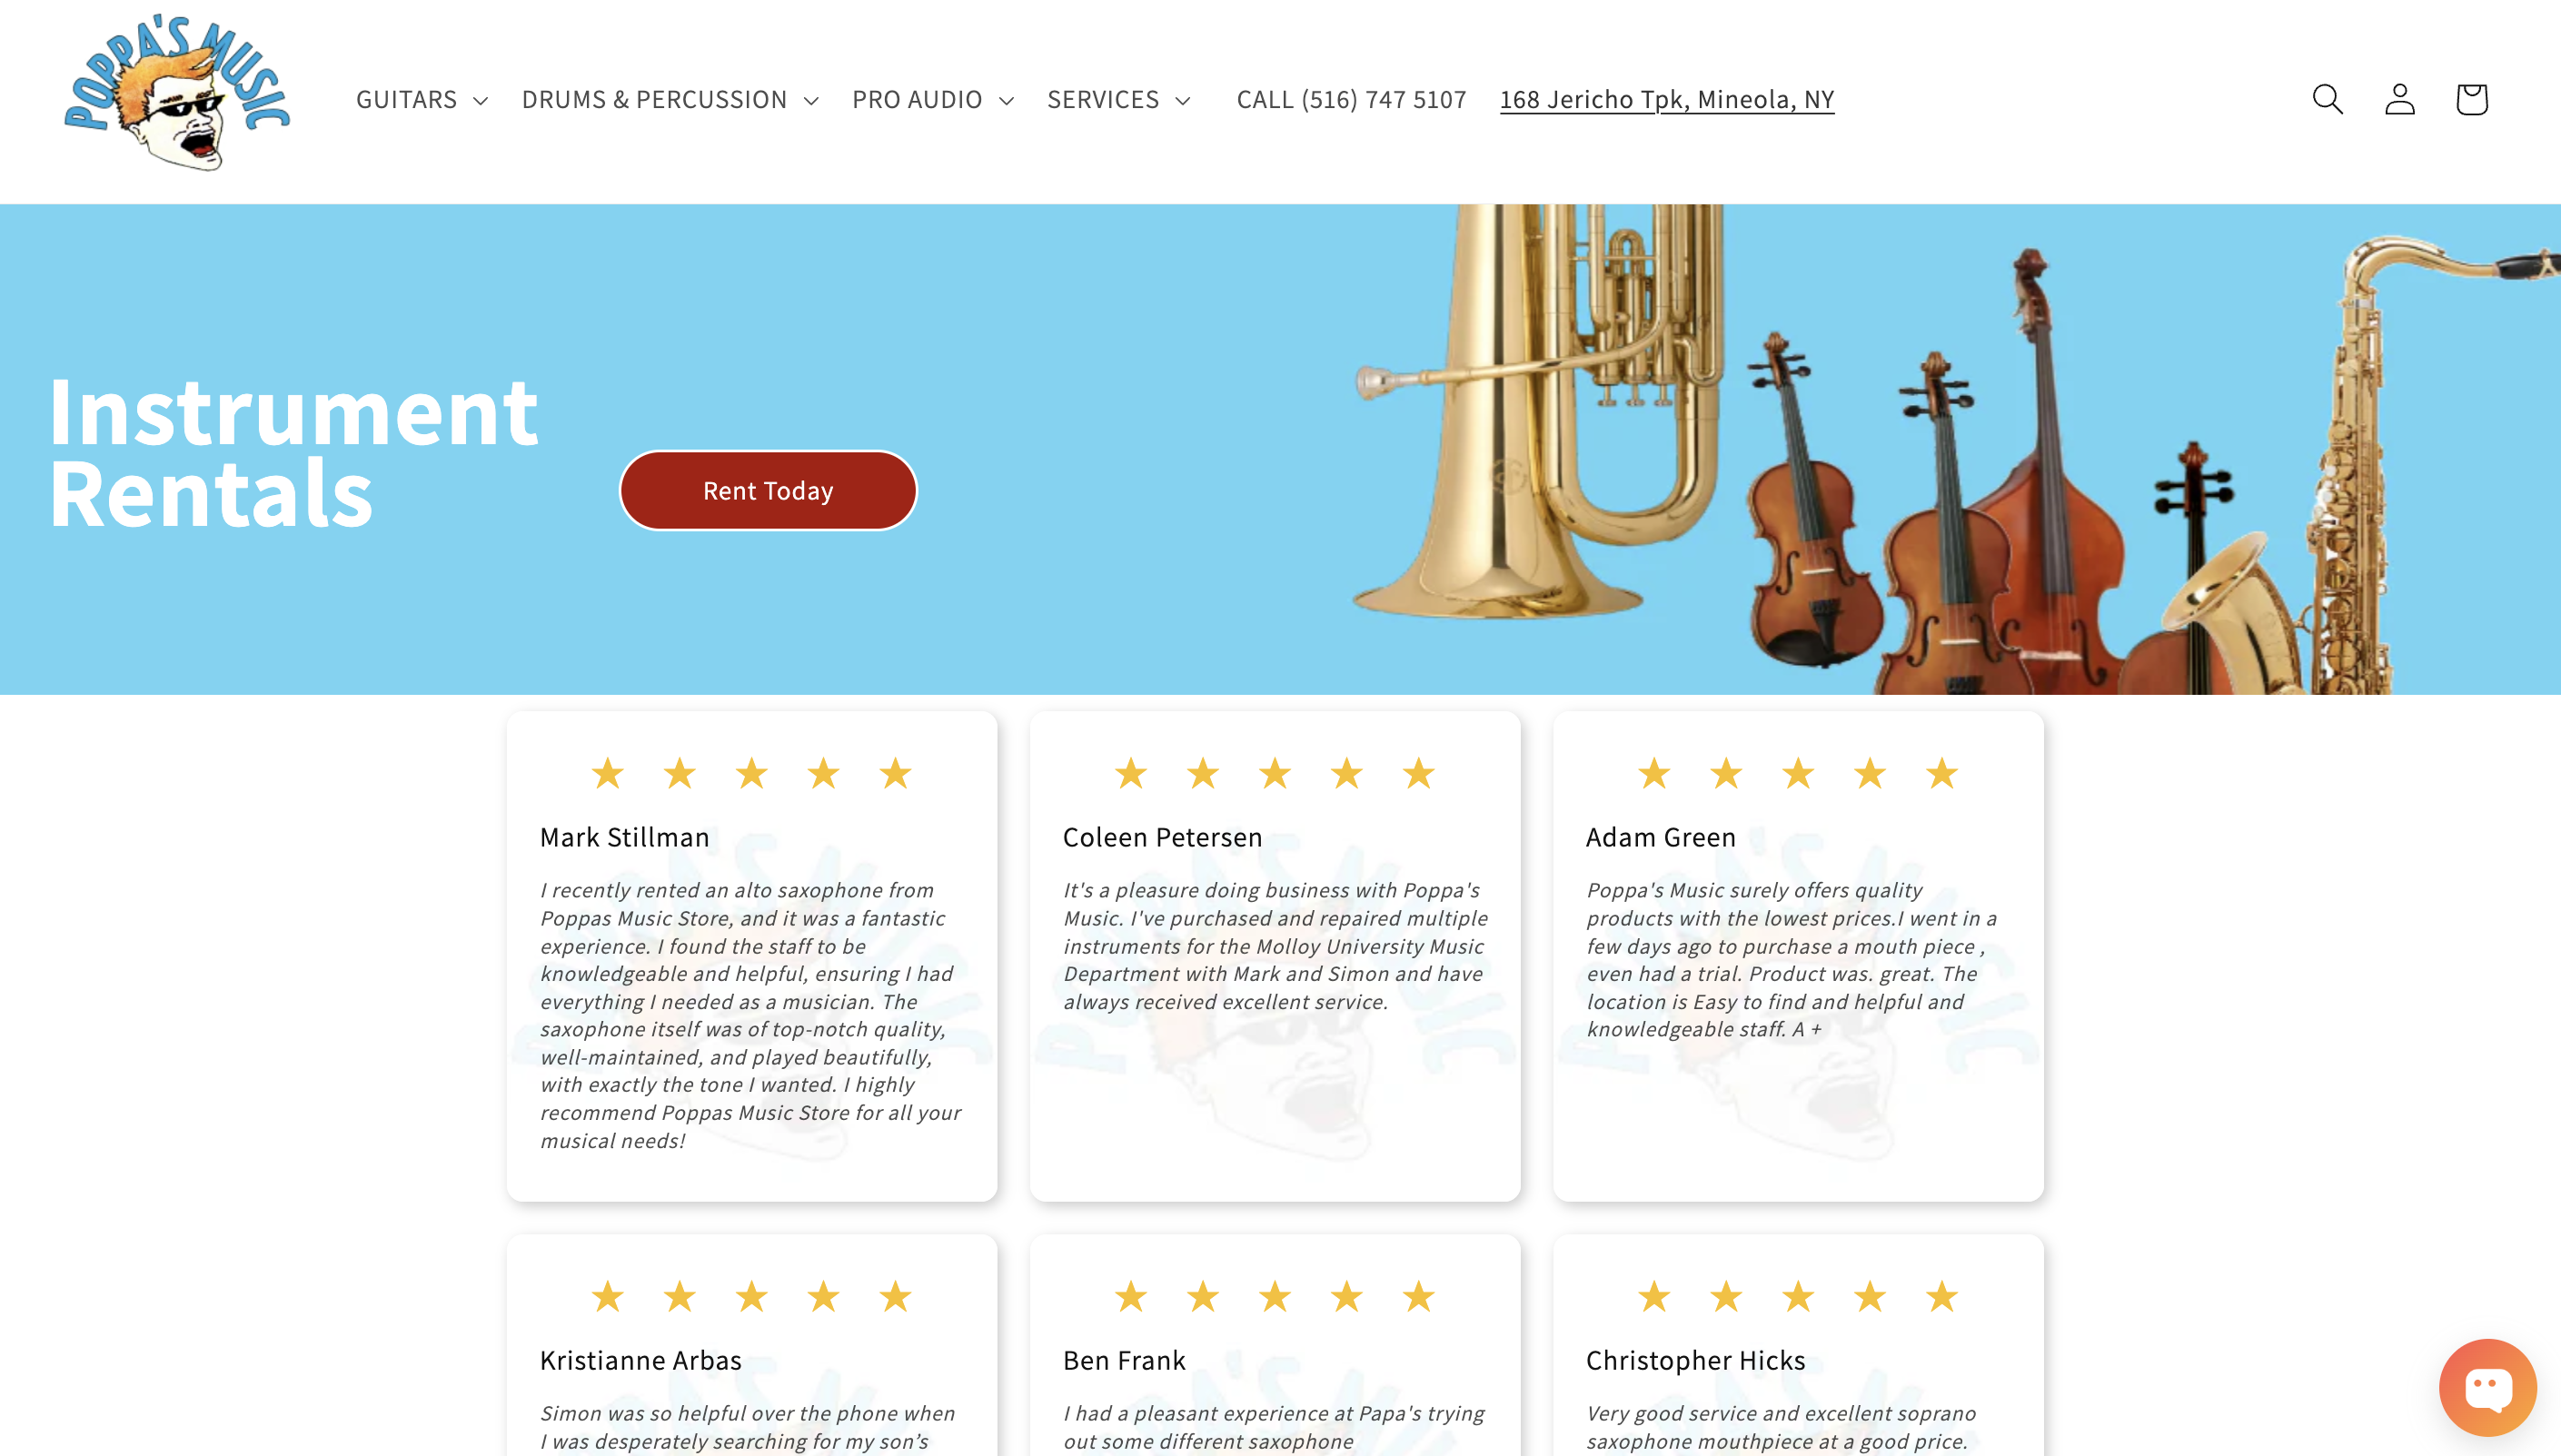 POPPA'S MUSIC
GUITARS
DRUMS & PERCUSSION
PRO AUDIO
SERVICES
CALL (516) 747 5107
168 Jericho Tpk, Mineola, NY
Instrument
Rentals
Rent Today
Mark Stillman
I recently rented an alto saxophone from
Poppas Music Store, and it was a fantastic
experience. I found the staff to be
knowledgeable and helpful, ensuring I had
everything I needed as a musician. The
saxophone itself was of top-notch quality,
well-maintained, and played beautifully,
with exactly the tone I wanted. I highly
recommend Poppas Music Store for all your
musical needs!
Coleen Petersen
It's a pleasure doing business with Poppa's
Music. I've purchased and repaired multiple
instruments for the Molloy University Music
Department with Mark and Simon and have
always received excellent service.
Adam Green
Poppa's Music surely offers quality
products with the lowest prices.I went in a
few days ago to purchase a mouth piece ,
even had a trial. Product was. great. The
location is Easy to find and helpful and
knowledgeable staff. A +
Kristianne Arbas
Simon was so helpful over the phone when
I was desperately searching for my son’s
Ben Frank
I had a pleasant experience at Papa's trying
out some different saxophone
Christopher Hicks
Very good service and excellent soprano
saxophone mouthpiece at a good price.